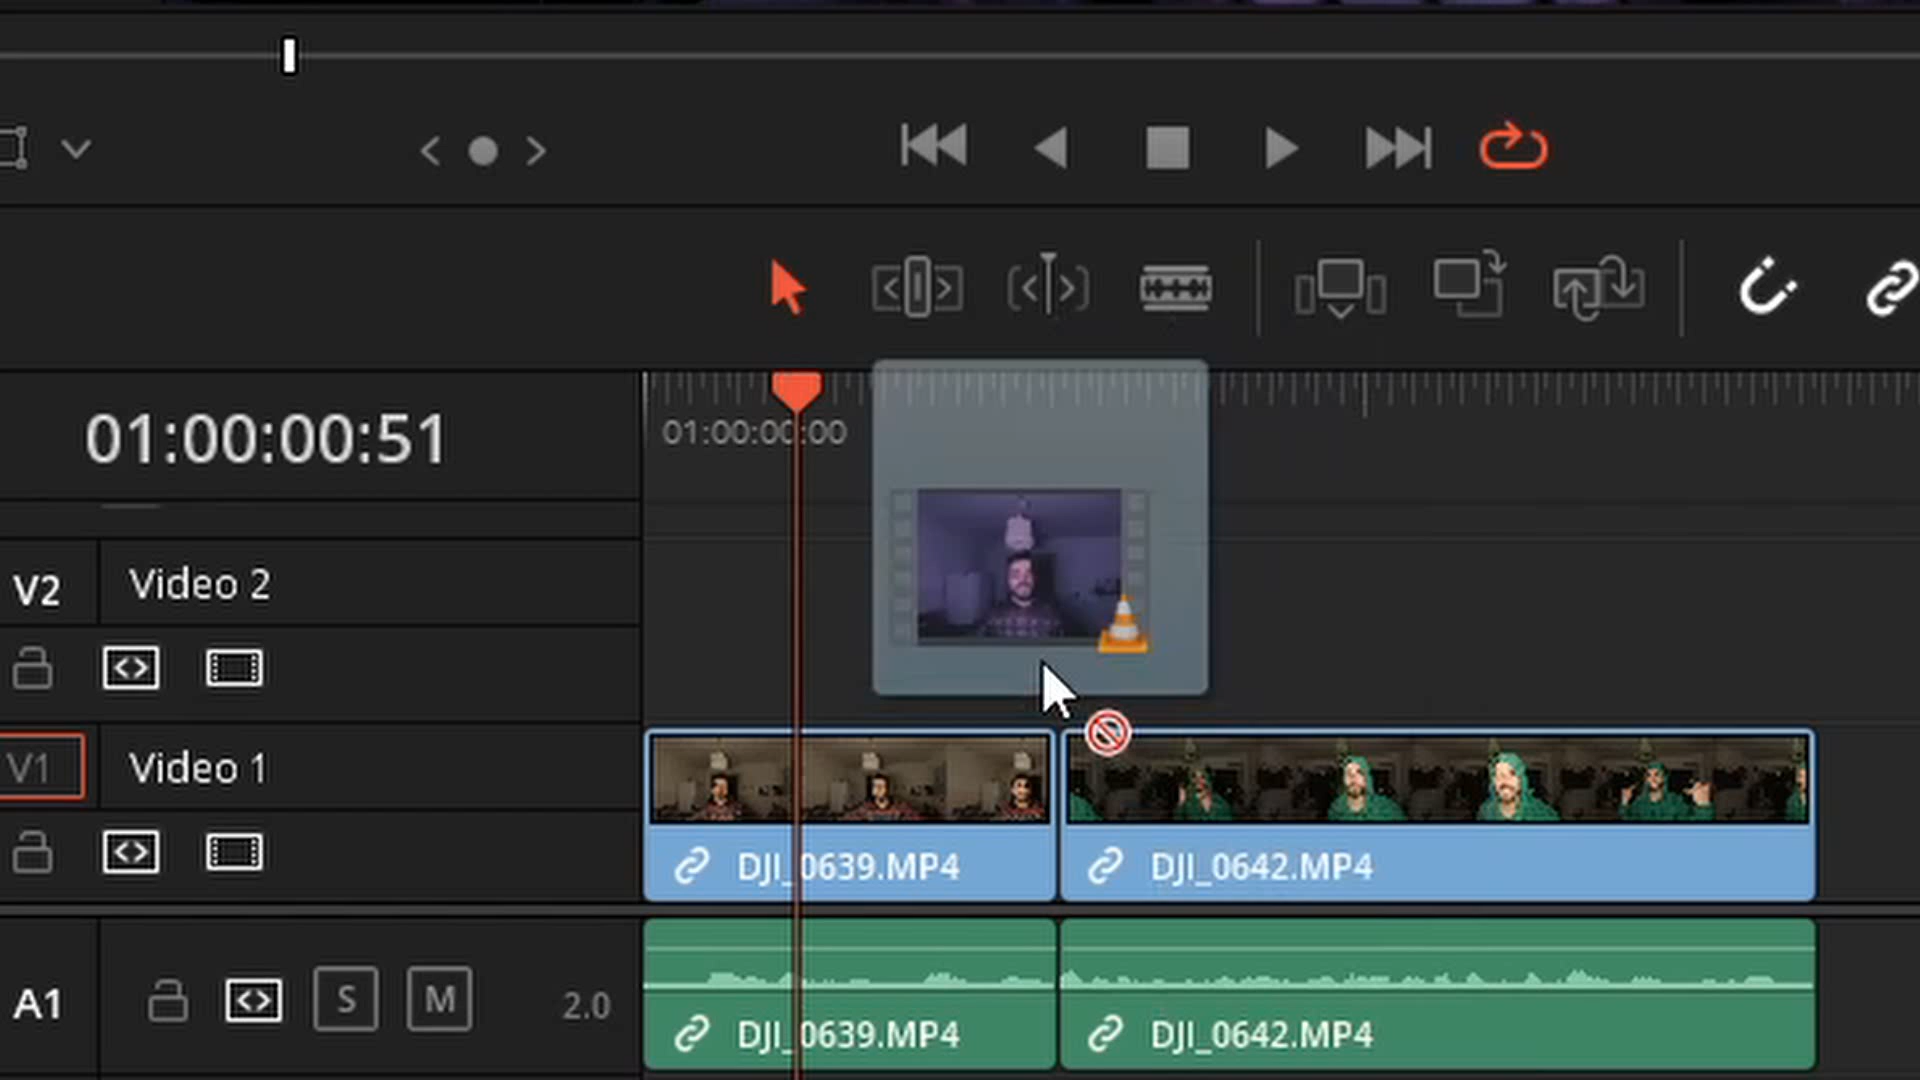 01:00:00:51
01:00:00:00
V2 Video 2
V1 Video 1
DJI_0639.MP4 DJI_0642.MP4
A1 S M 2.0
DJI_0639.MP4 DJI_0642.MP4